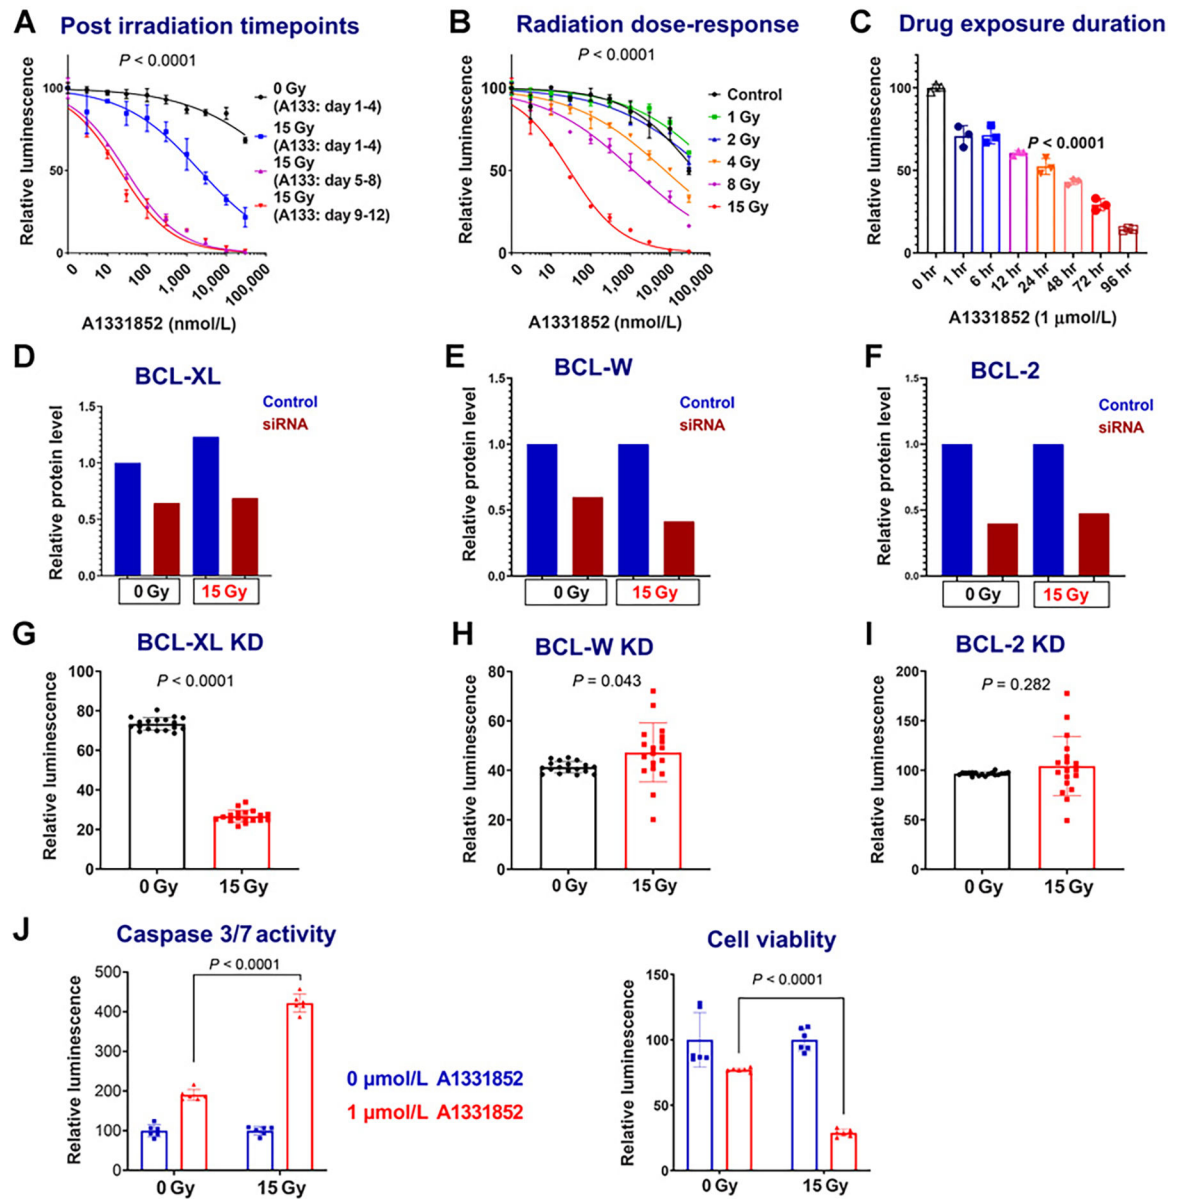 A Post irradiation timepoints
P < 0.0001
Relative luminescence
100
50
0
0 10 100 1,000 10,000 100,000
A1331852 (nmol/L)
0 Gy
(A133: day 1-4)
15 Gy
(A133: day 1-4)
15 Gy
(A133: day 5-8)
15 Gy
(A133: day 9-12)
B Radiation dose-response
P < 0.0001
Relative luminescence
100
50
0
0 10 100 1,000 10,000 100,000
A1331852 (nmol/L)
Control
1 Gy
2 Gy
4 Gy
8 Gy
15 Gy
C Drug exposure duration
P < 0.0001
Relative luminescence
100
50
0
0 hr 1 hr 6 hr 12 hr 24 hr 48 hr 72 hr 96 hr
A1331852 (1 μmol/L)
D BCL-XL
Relative protein level
1.5
1.0
0.5
0.0
Control
siRNA
0 Gy 15 Gy
E BCL-W
Relative protein level
1.5
1.0
0.5
0.0
Control
siRNA
0 Gy 15 Gy
F BCL-2
Relative protein level
1.5
1.0
0.5
0.0
Control
siRNA
0 Gy 15 Gy
G BCL-XL KD
P < 0.0001
Relative luminescence
100
80
60
40
20
0
0 Gy 15 Gy
H BCL-W KD
P = 0.043
Relative luminescence
80
60
40
20
0
0 Gy 15 Gy
I BCL-2 KD
P = 0.282
Relative luminescence
200
150
100
50
0
0 Gy 15 Gy
J Caspase 3/7 activity
P < 0.0001
Relative luminescence
500
400
300
200
100
0
0 Gy 15 Gy
0 μmol/L A1331852
1 μmol/L A1331852
Cell viablity
P < 0.0001
Relative luminescence
150
100
50
0
0 Gy 15 Gy